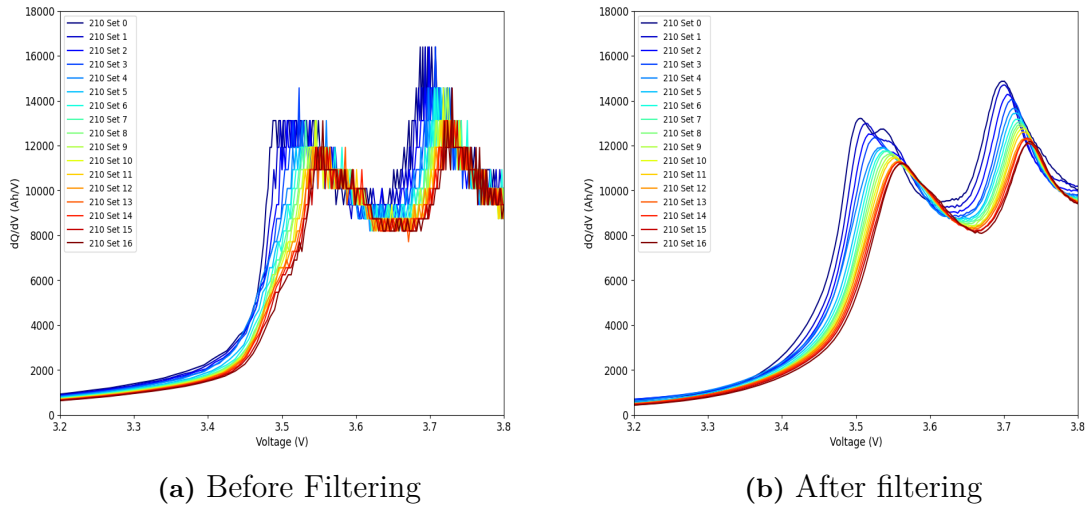 18000
16000
14000
12000
10000
8000
6000
4000
2000
0
dQ/dV (Ah/V)
210 Set 0
210 Set 1
210 Set 2
210 Set 3
210 Set 4
210 Set 5
210 Set 6
210 Set 7
210 Set 8
210 Set 9
210 Set 10
210 Set 11
210 Set 12
210 Set 13
210 Set 14
210 Set 15
210 Set 16
3.2 3.3 3.4 3.5 3.6 3.7 3.8
Voltage (V)
(a) Before Filtering
18000
16000
14000
12000
10000
8000
6000
4000
2000
0
dQ/dV (Ah/V)
210 Set 0
210 Set 1
210 Set 2
210 Set 3
210 Set 4
210 Set 5
210 Set 6
210 Set 7
210 Set 8
210 Set 9
210 Set 10
210 Set 11
210 Set 12
210 Set 13
210 Set 14
210 Set 15
210 Set 16
3.2 3.3 3.4 3.5 3.6 3.7 3.8
Voltage (V)
(b) After filtering